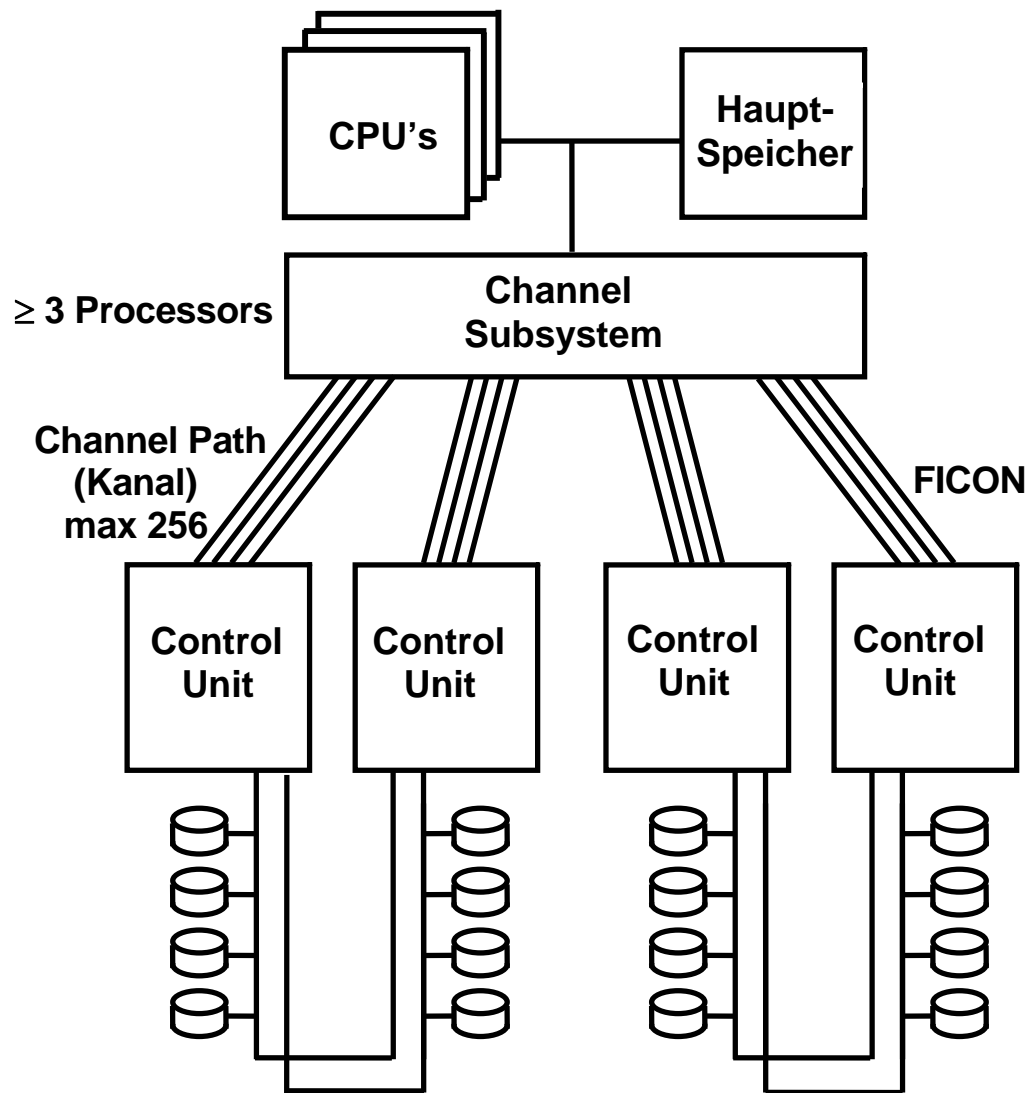 CPU's
Haupt-
Speicher
≥ 3 Processors
Channel
Subsystem
Channel Path
(Kanal)
max 256
FICON
Control
Unit
Control
Unit
Control
Unit
Control
Unit